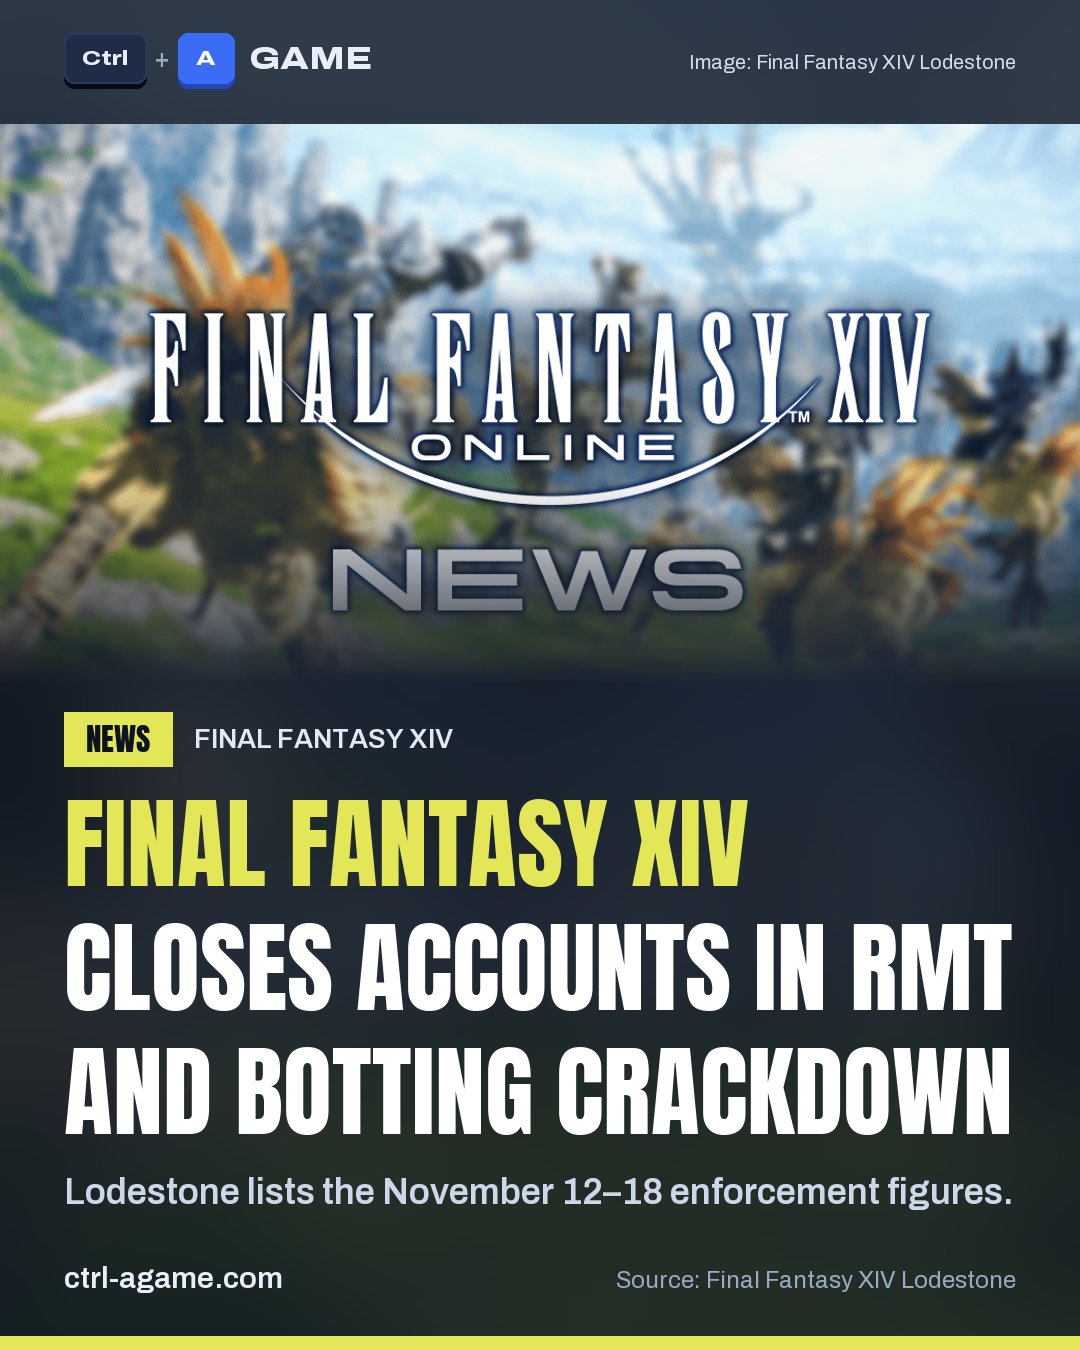 Ctrl + A GAME
Image: Final Fantasy XIV Lodestone
FINAL FANTASY XIV
TM
ONLINE
NEWS
NEWS
FINAL FANTASY XIV
FINAL FANTASY XIV
CLOSES ACCOUNTS IN RMT
AND BOTTING CRACKDOWN
Lodestone lists the November 12–18 enforcement figures.
ctrl-agame.com
Source: Final Fantasy XIV Lodestone